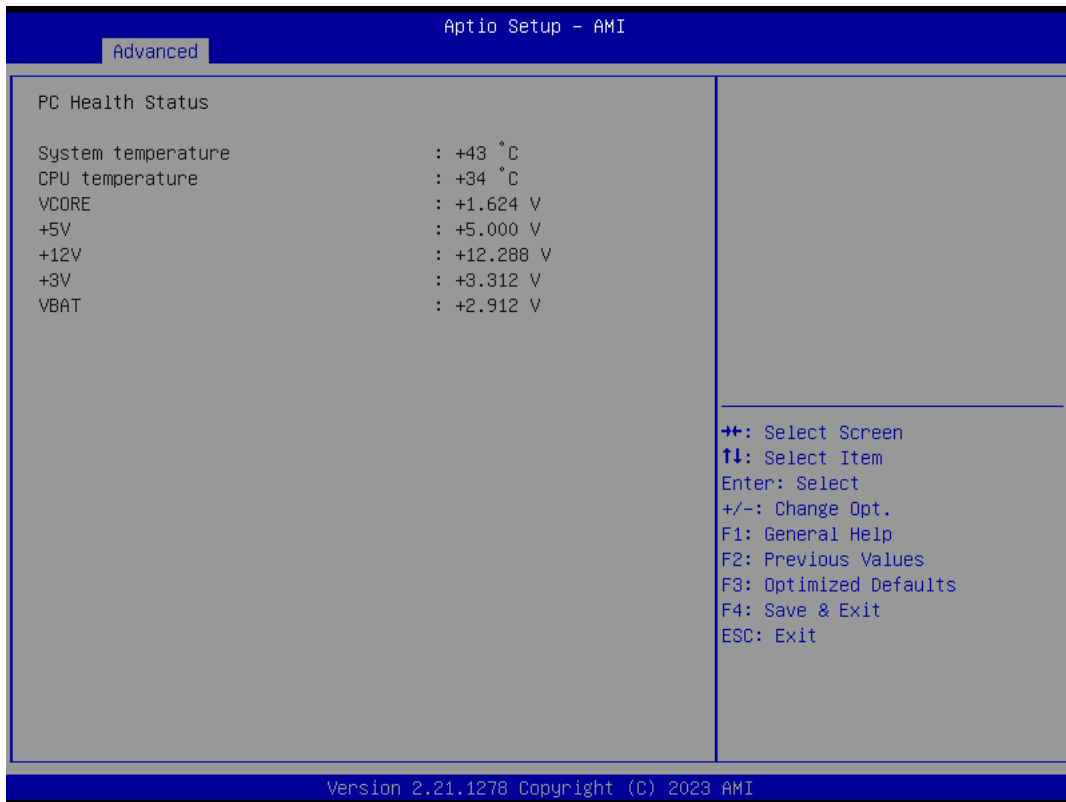 Aptio Setup – AMI
Advanced
PC Health Status
System temperature : +43 °C
CPU temperature : +34 °C
VCORE : +1.624 V
+5V : +5.000 V
+12V : +12.288 V
+3V : +3.312 V
VBAT : +2.912 V
→←: Select Screen
↑↓: Select Item
Enter: Select
+/-: Change Opt.
F1: General Help
F2: Previous Values
F3: Optimized Defaults
F4: Save & Exit
ESC: Exit
Version 2.21.1278 Copyright (C) 2023 AMI